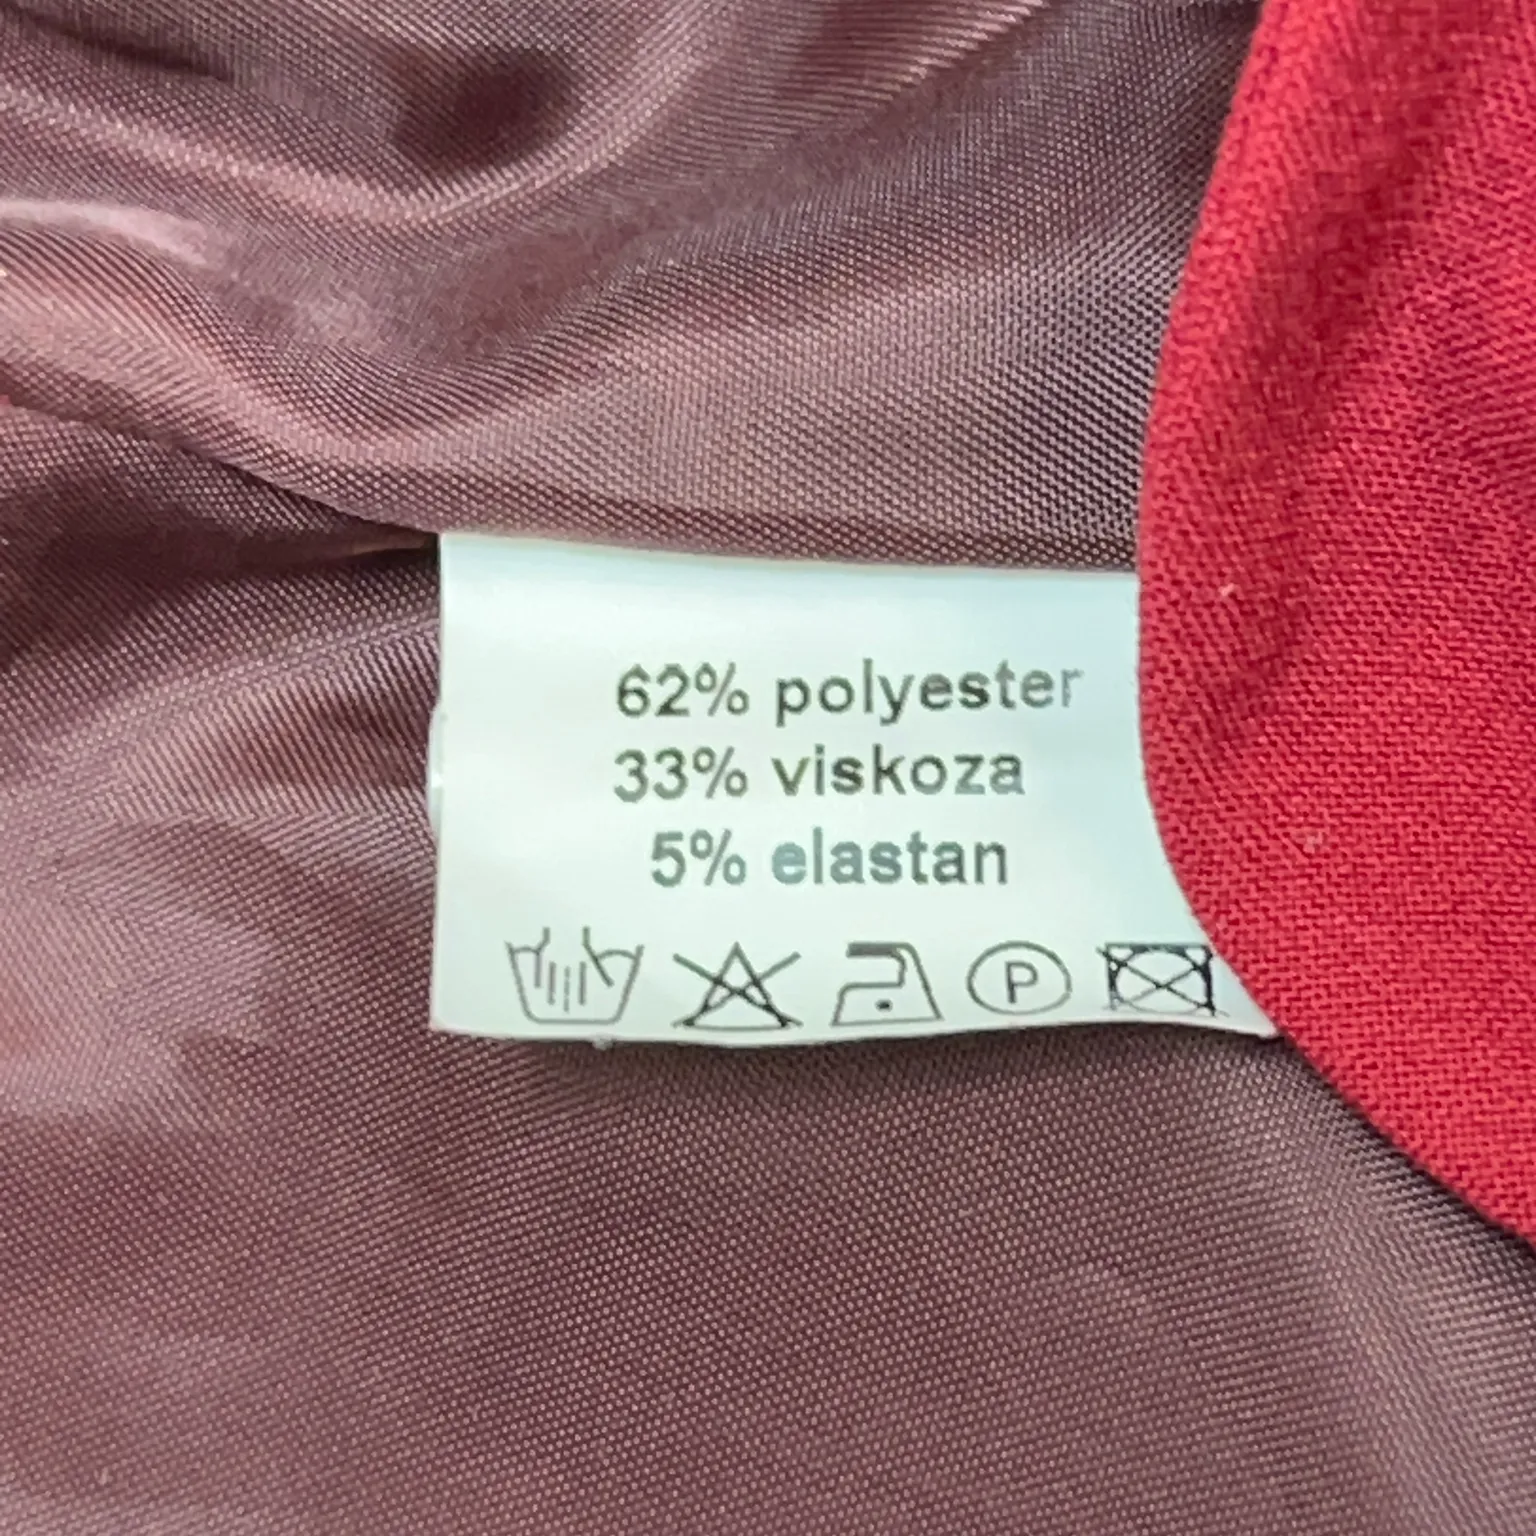 62% polyester
33% viskoza
5% elastan
P